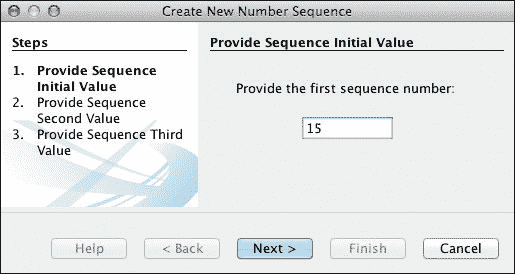 Create New Number Sequence
Steps
1. Provide Sequence
Initial Value
2. Provide Sequence
Second Value
3. Provide Sequence Third
Value
Provide Sequence Initial Value
Provide the first sequence number:
15
Help
< Back
Next >
Finish
Cancel